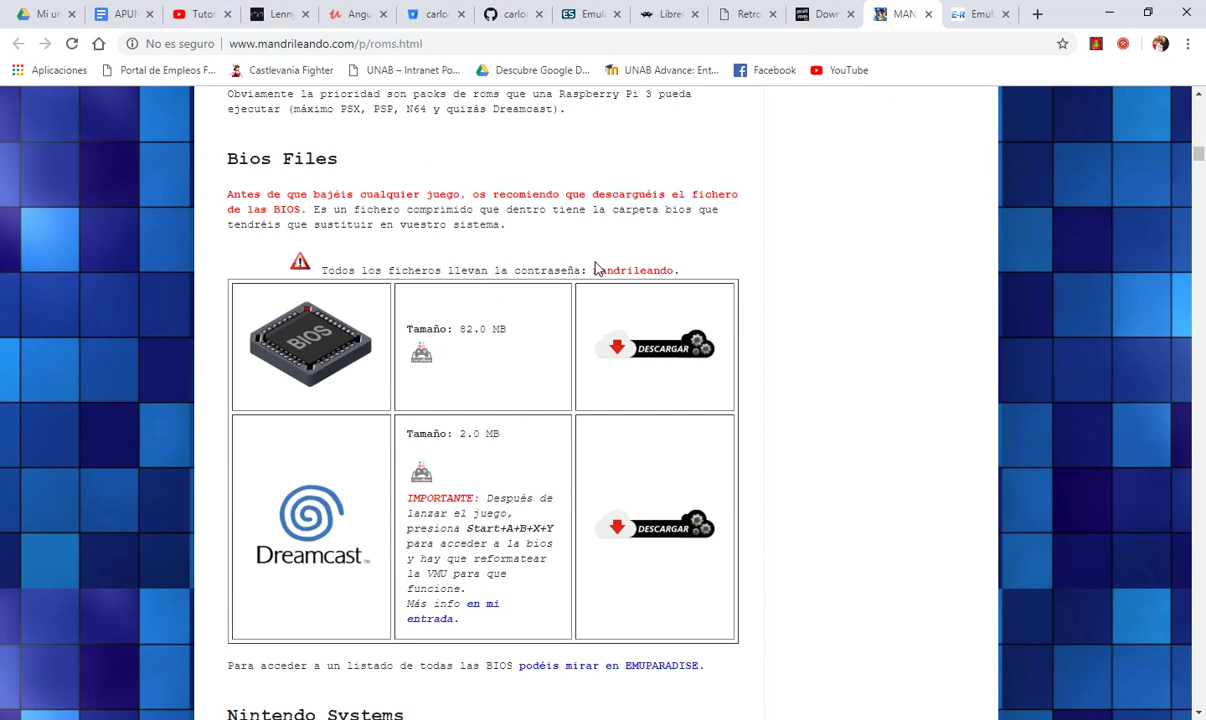 Mi un
APUN
Tutor
Lenny
Angu
carlo
carlo
Emula
Libre
Retro
Down
MAN
Emul
No es seguro
www.mandrileando.com/p/roms.html
Aplicaciones
Portal de Empleos F...
Castlevania Fighter
UNAB – Intranet Po...
Descubre Google D...
UNAB Advance: Ent...
Facebook
YouTube
Obviamente la prioridad son packs de roms que una Raspberry Pi 3 pueda
ejecutar (máximo PSX, PSP, N64 y quizás Dreamcast).
Bios Files
Antes de que bajéis cualquier juego, os recomiendo que descarguéis el fichero
de las BIOS. Es un fichero comprimido que dentro tiene la carpeta bios que
tendréis que sustituir en vuestro sistema.
Todos los ficheros llevan la contraseña: mandrileando.
BIOS
Tamaño: 82.0 MB
DESCARGAR
Dreamcast™
Tamaño: 2.0 MB
IMPORTANTE: Después de
lanzar el juego,
presiona Start+A+B+X+Y
para acceder a la bios
y hay que reformatear
la VMU para que
funcione.
Más info en mi
entrada.
DESCARGAR
Para acceder a un listado de todas las BIOS podéis mirar en EMUPARADISE.
Nintendo Systems